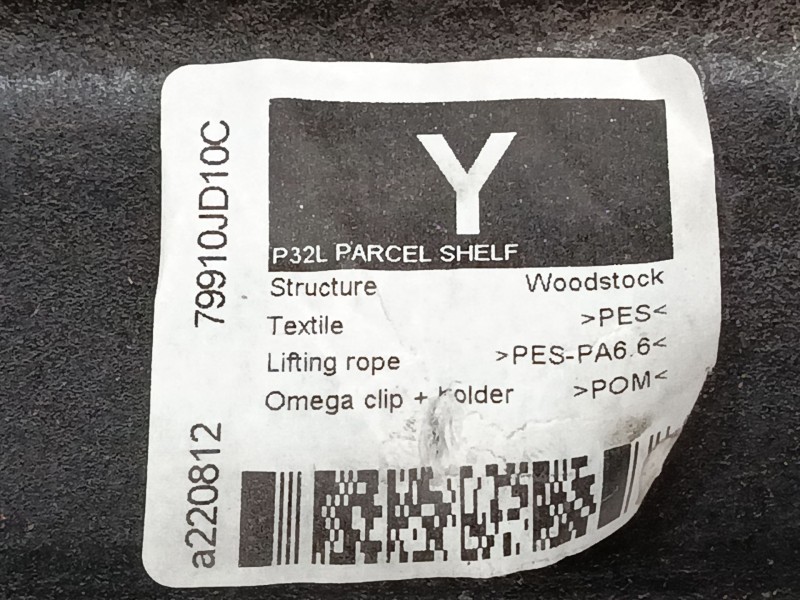 Y
P32L PARCEL SHELF
Structure Woodstock
Textile >PES<
Lifting rope >PES-PA6.6<
Omega clip + holder >POM<
79910JD10C
a220812